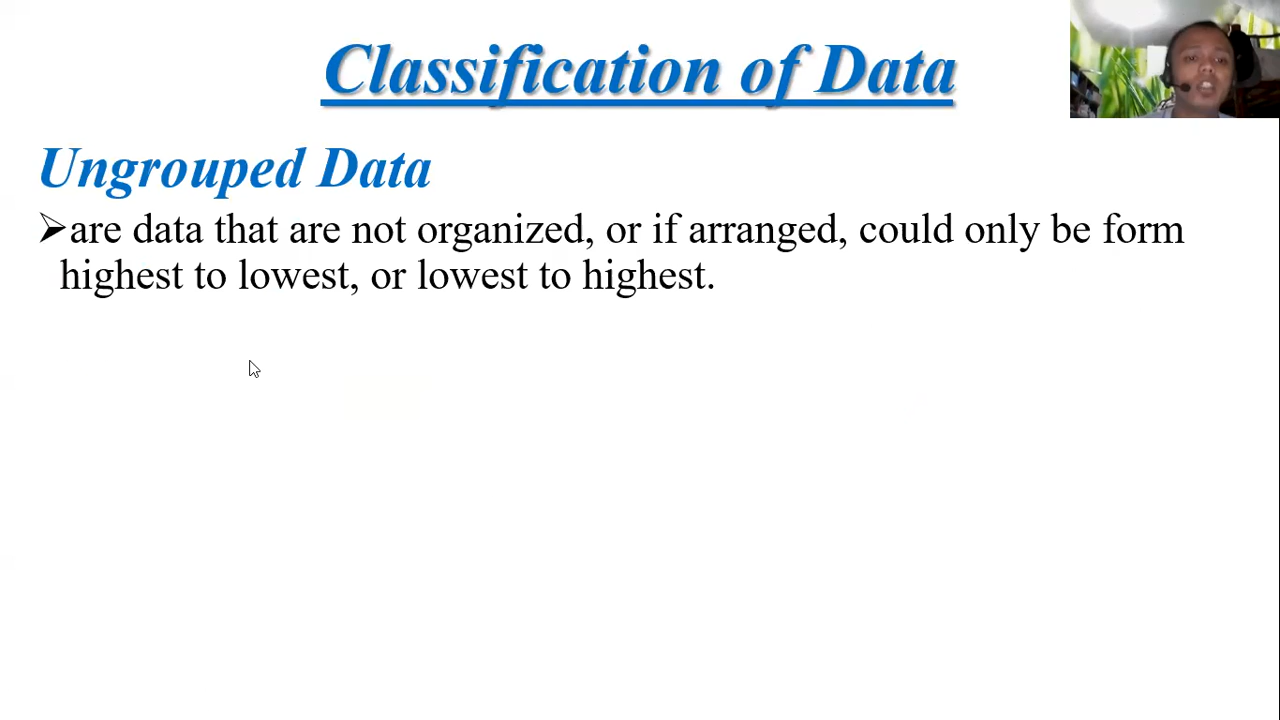 Classification of Data
Ungrouped Data
➢are data that are not organized, or if arranged, could only be form
highest to lowest, or lowest to highest.